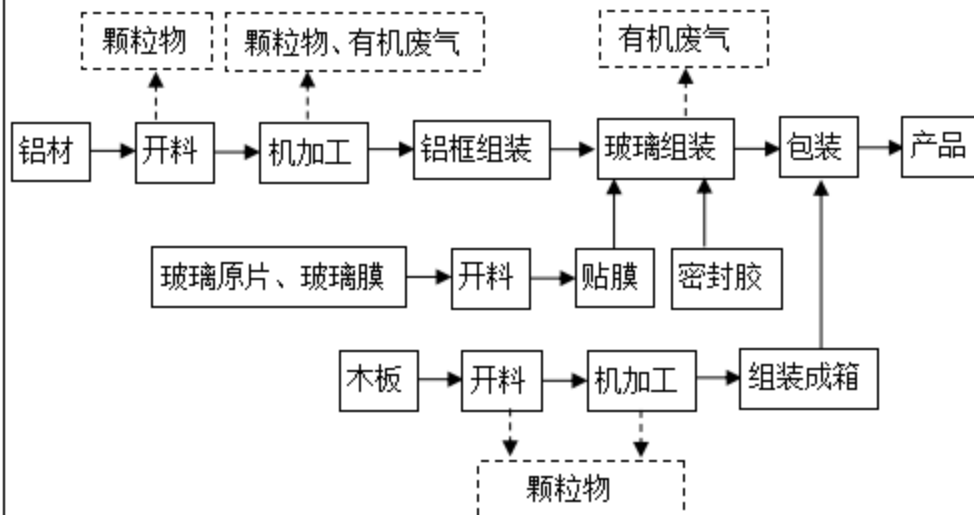 颗粒物 颗粒物、有机废气 有机废气
铝材 开料 机加工 铝框组装 玻璃组装 包装 产品
玻璃原片、玻璃膜 开料 贴膜 密封胶
木板 开料 机加工 组装成箱
颗粒物